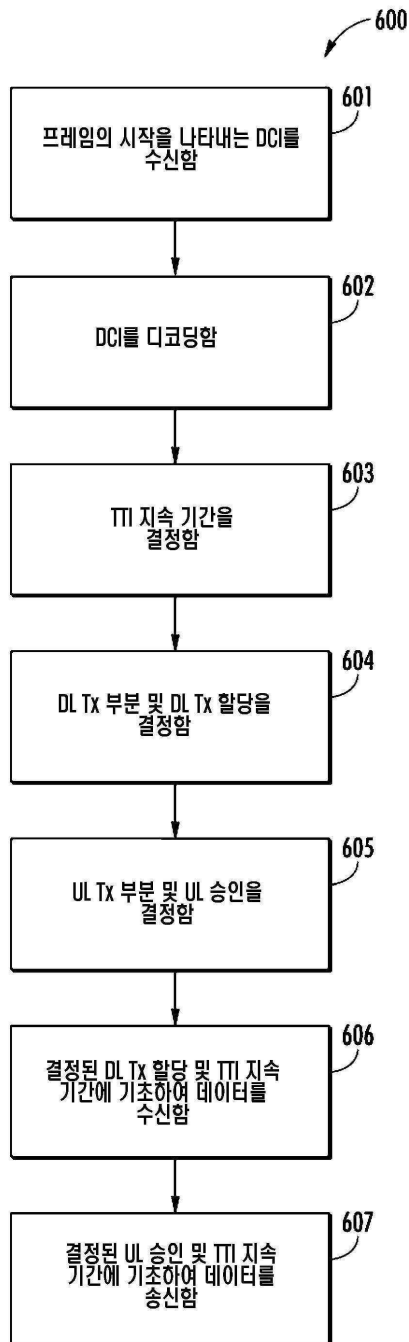 600
601
프레임의 시작을 나타내는 DCI를
수신함
602
DCI를 디코딩함
603
TTI 지속 기간을
결정함
604
DL Tx 부분 및 DL Tx 할당을
결정함
605
UL Tx 부분 및 UL 승인을
결정함
606
결정된 DL Tx 할당 및 TTI 지속
기간에 기초하여 데이터를
수신함
607
결정된 UL 승인 및 TTI 지속
기간에 기초하여 데이터를
송신함